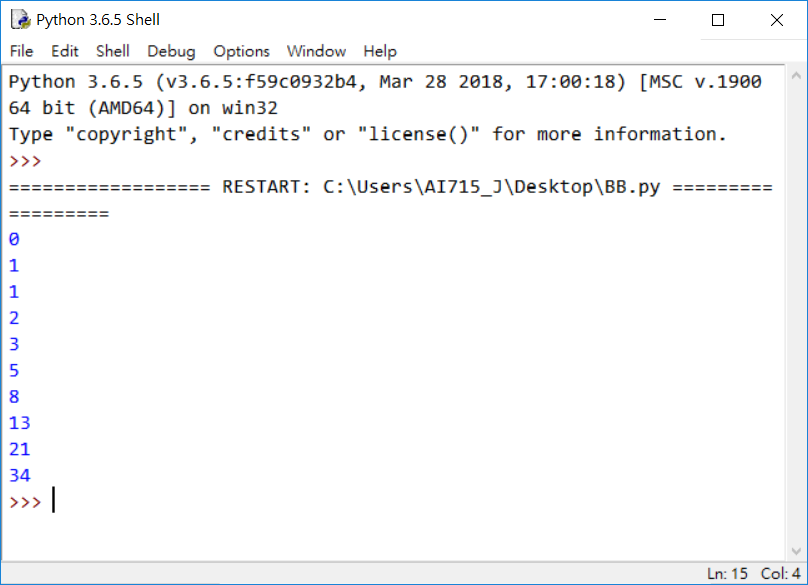 Python 3.6.5 Shell
File Edit Shell Debug Options Window Help
Python 3.6.5 (v3.6.5:f59c0932b4, Mar 28 2018, 17:00:18) [MSC v.1900
64 bit (AMD64)] on win32
Type "copyright", "credits" or "license()" for more information.
>>>
================== RESTART: C:\Users\AI715_J\Desktop\BB.py =========
=========
0
1
1
2
3
5
8
13
21
34
>>>
Ln: 15 Col: 4